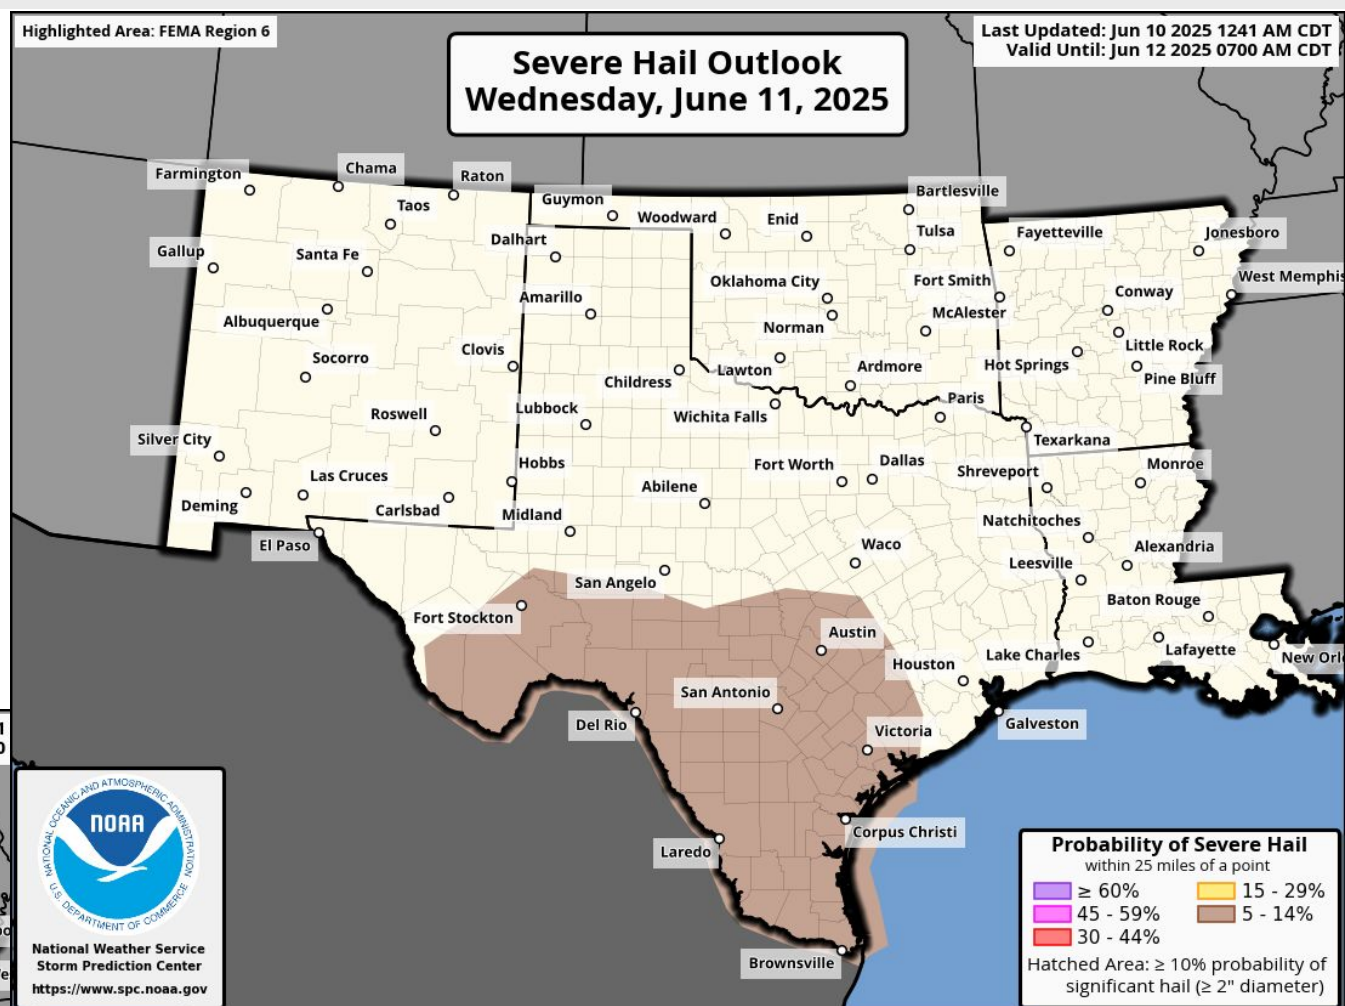 Highlighted Area: FEMA Region 6
Last Updated: Jun 10 2025 1241 AM CDT
Valid Until: Jun 12 2025 0700 AM CDT
Severe Hail Outlook
Wednesday, June 11, 2025
Farmington
Chama
Raton
Taos
Guymon
Woodward
Enid
Bartlesville
Tulsa
Fayetteville
Jonesboro
Gallup
Santa Fe
Dalhart
Oklahoma City
Fort Smith
West Memphis
Albuquerque
Amarillo
Norman
McAlester
Conway
Little Rock
Socorro
Clovis
Childress
Lawton
Ardmore
Hot Springs
Pine Bluff
Roswell
Lubbock
Wichita Falls
Paris
Silver City
Texarkana
Las Cruces
Hobbs
Abilene
Fort Worth
Dallas
Shreveport
Monroe
Deming
Carlsbad
Midland
Natchitoches
El Paso
Waco
Leesville
Alexandria
San Angelo
Baton Rouge
Fort Stockton
Austin
Houston
Lake Charles
Lafayette
New Orl
San Antonio
Del Rio
Victoria
Galveston
Corpus Christi
Laredo
Brownsville
NATIONAL OCEANIC AND ATMOSPHERIC ADMINISTRATION
NOAA
U.S. DEPARTMENT OF COMMERCE
National Weather Service
Storm Prediction Center
https://www.spc.noaa.gov
Probability of Severe Hail
within 25 miles of a point
≥ 60% 15 - 29%
45 - 59% 5 - 14%
30 - 44%
Hatched Area: ≥ 10% probability of
significant hail (≥ 2" diameter)